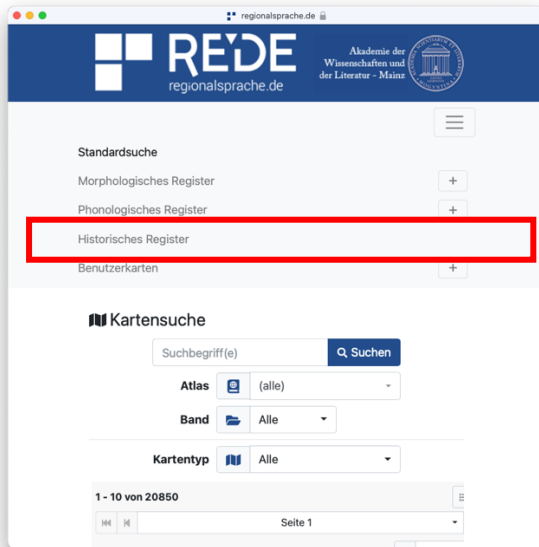 regionalsprache.de
REDE
regionalsprache.de
Akademie der
Wissenschaften und
der Literatur - Mainz
Standardsuche
Morphologisches Register
+
Phonologisches Register
+
Historisches Register
Benutzerkarten
+
Kartensuche
Suchbegriff(e)
Suchen
Atlas
(alle)
Band
Alle
Kartentyp
Alle
1 - 10 von 20850
Seite 1